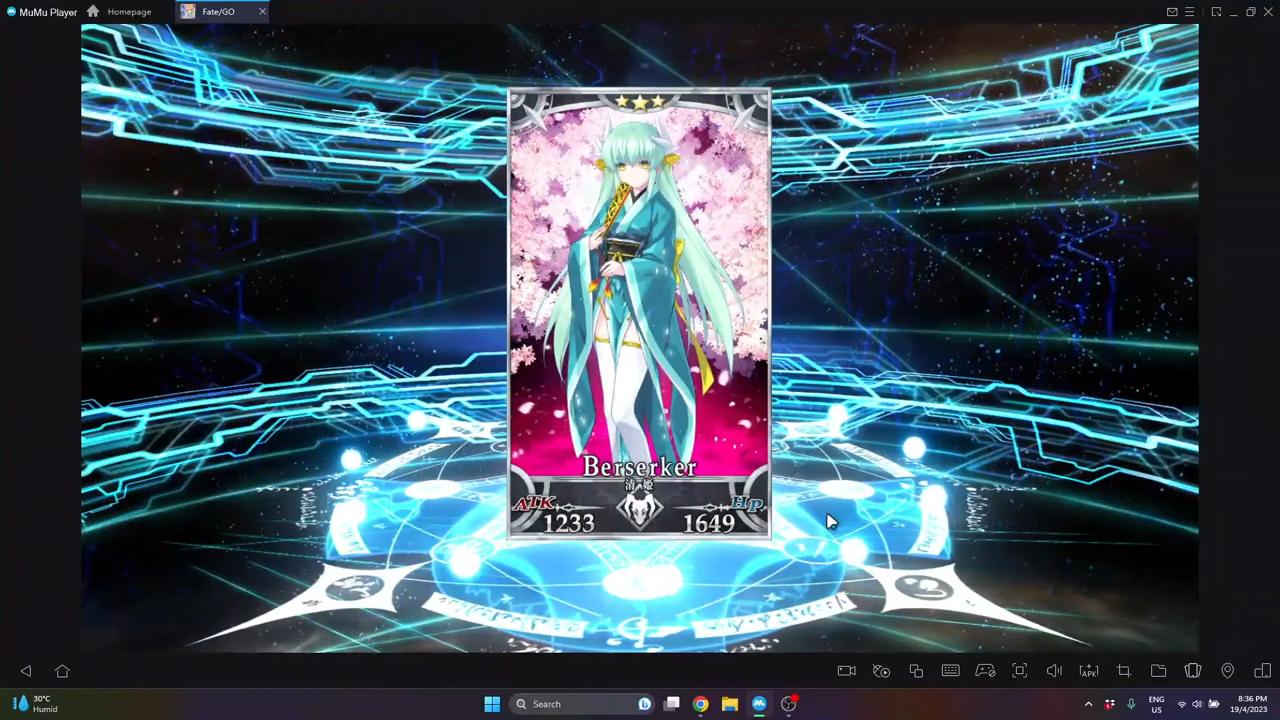 MuMu Player
Homepage
Fate/GO
Berserker
清姫
ATK
HP
1233
1649
APK
30°C
Humid
Search
ENG
US
8:36 PM
19/4/2023